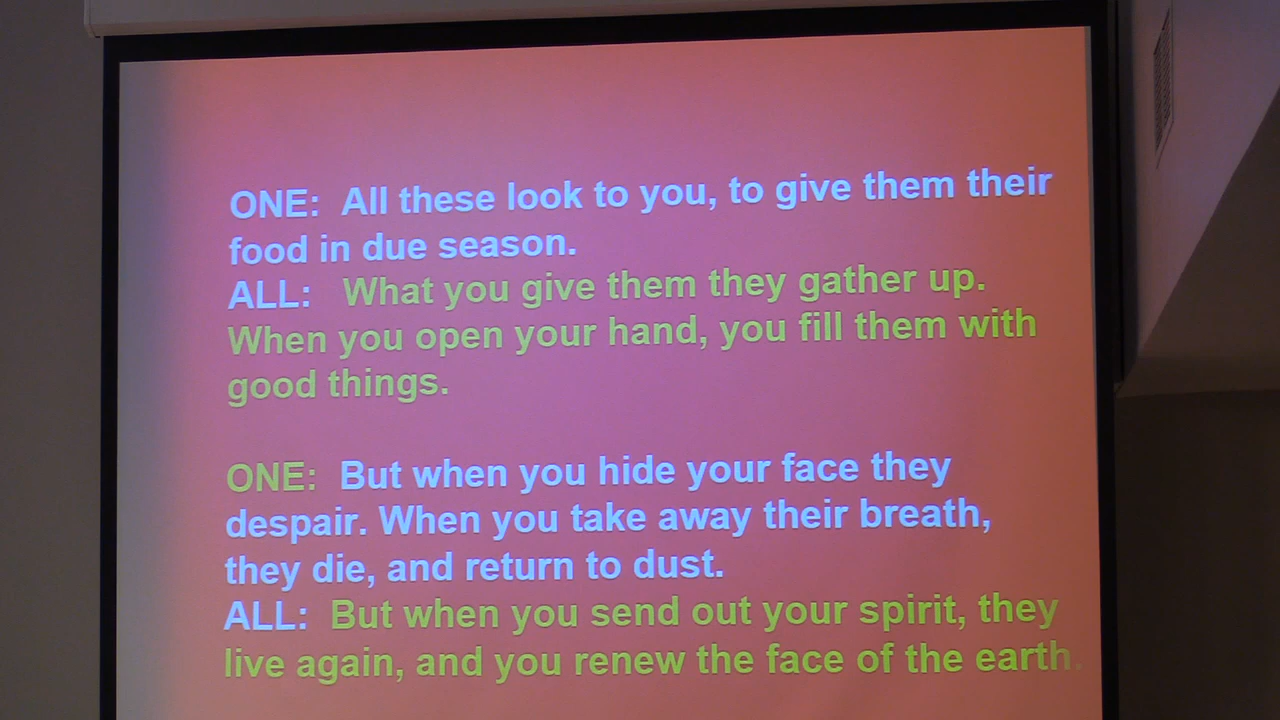 ONE: All these look to you, to give them their
food in due season.
ALL: What you give them they gather up.
When you open your hand, you fill them with
good things.
ONE: But when you hide your face they
despair. When you take away their breath,
they die, and return to dust.
ALL: But when you send out your spirit, they
live again, and you renew the face of the earth.